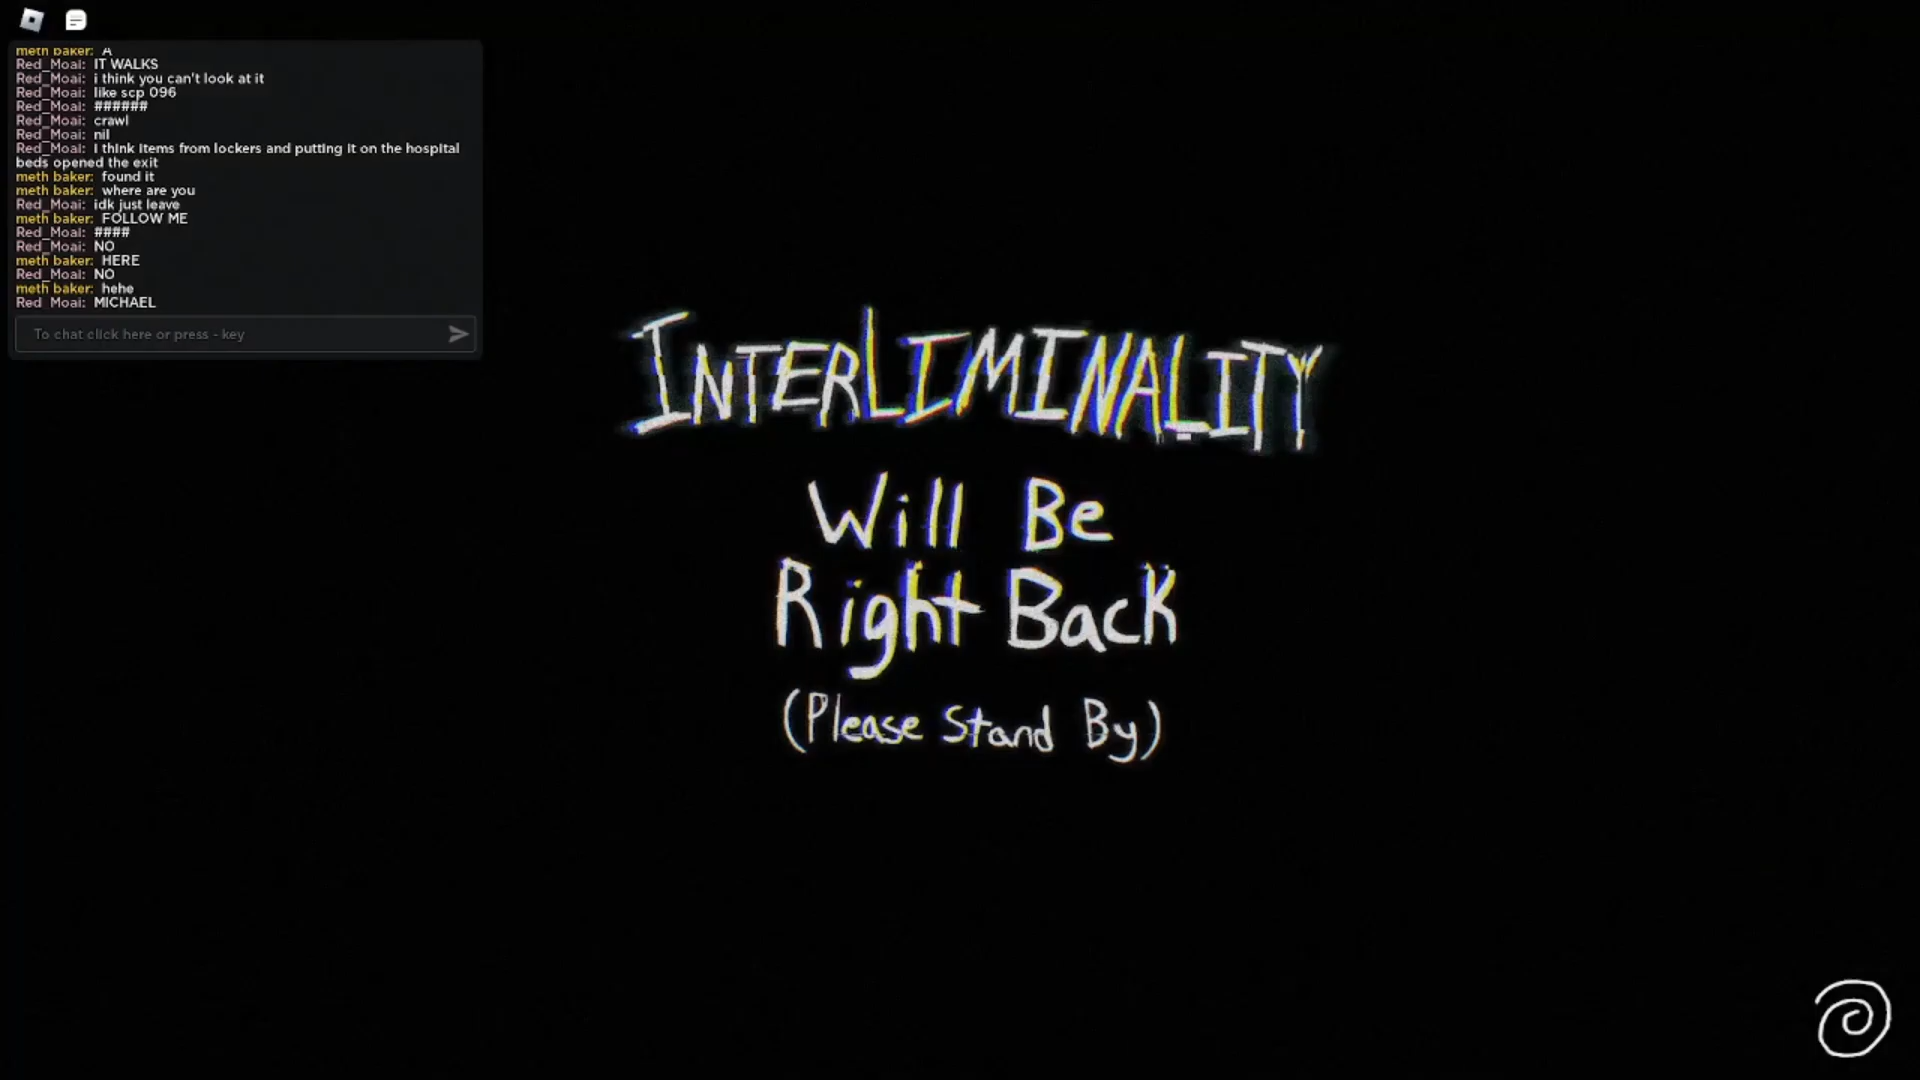 meth baker: A
Red_Moai: IT WALKS
Red_Moai: i think you can't look at it
Red_Moai: like scp 096
Red_Moai: ######
Red_Moai: crawl
Red_Moai: nil
Red_Moai: i think items from lockers and putting it on the hospital
beds opened the exit
meth baker: found it
meth baker: where are you
Red_Moai: idk just leave
meth baker: FOLLOW ME
Red_Moai: ####
Red_Moai: NO
meth baker: HERE
Red_Moai: NO
meth baker: hehe
Red_Moai: MICHAEL
To chat click here or press - key
INTERLIMINALITY
Will Be
Right Back
(Please Stand By)